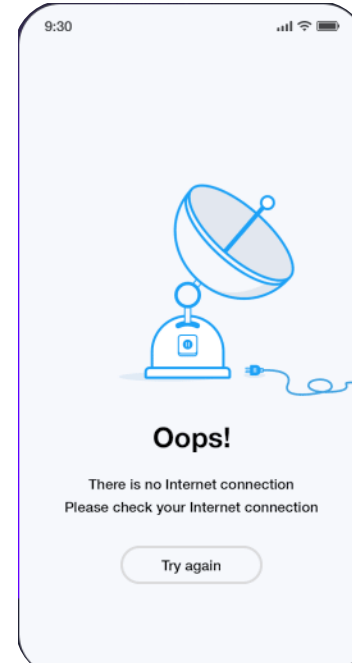 9:30
Oops!
There is no Internet connection
Please check your Internet connection
Try again